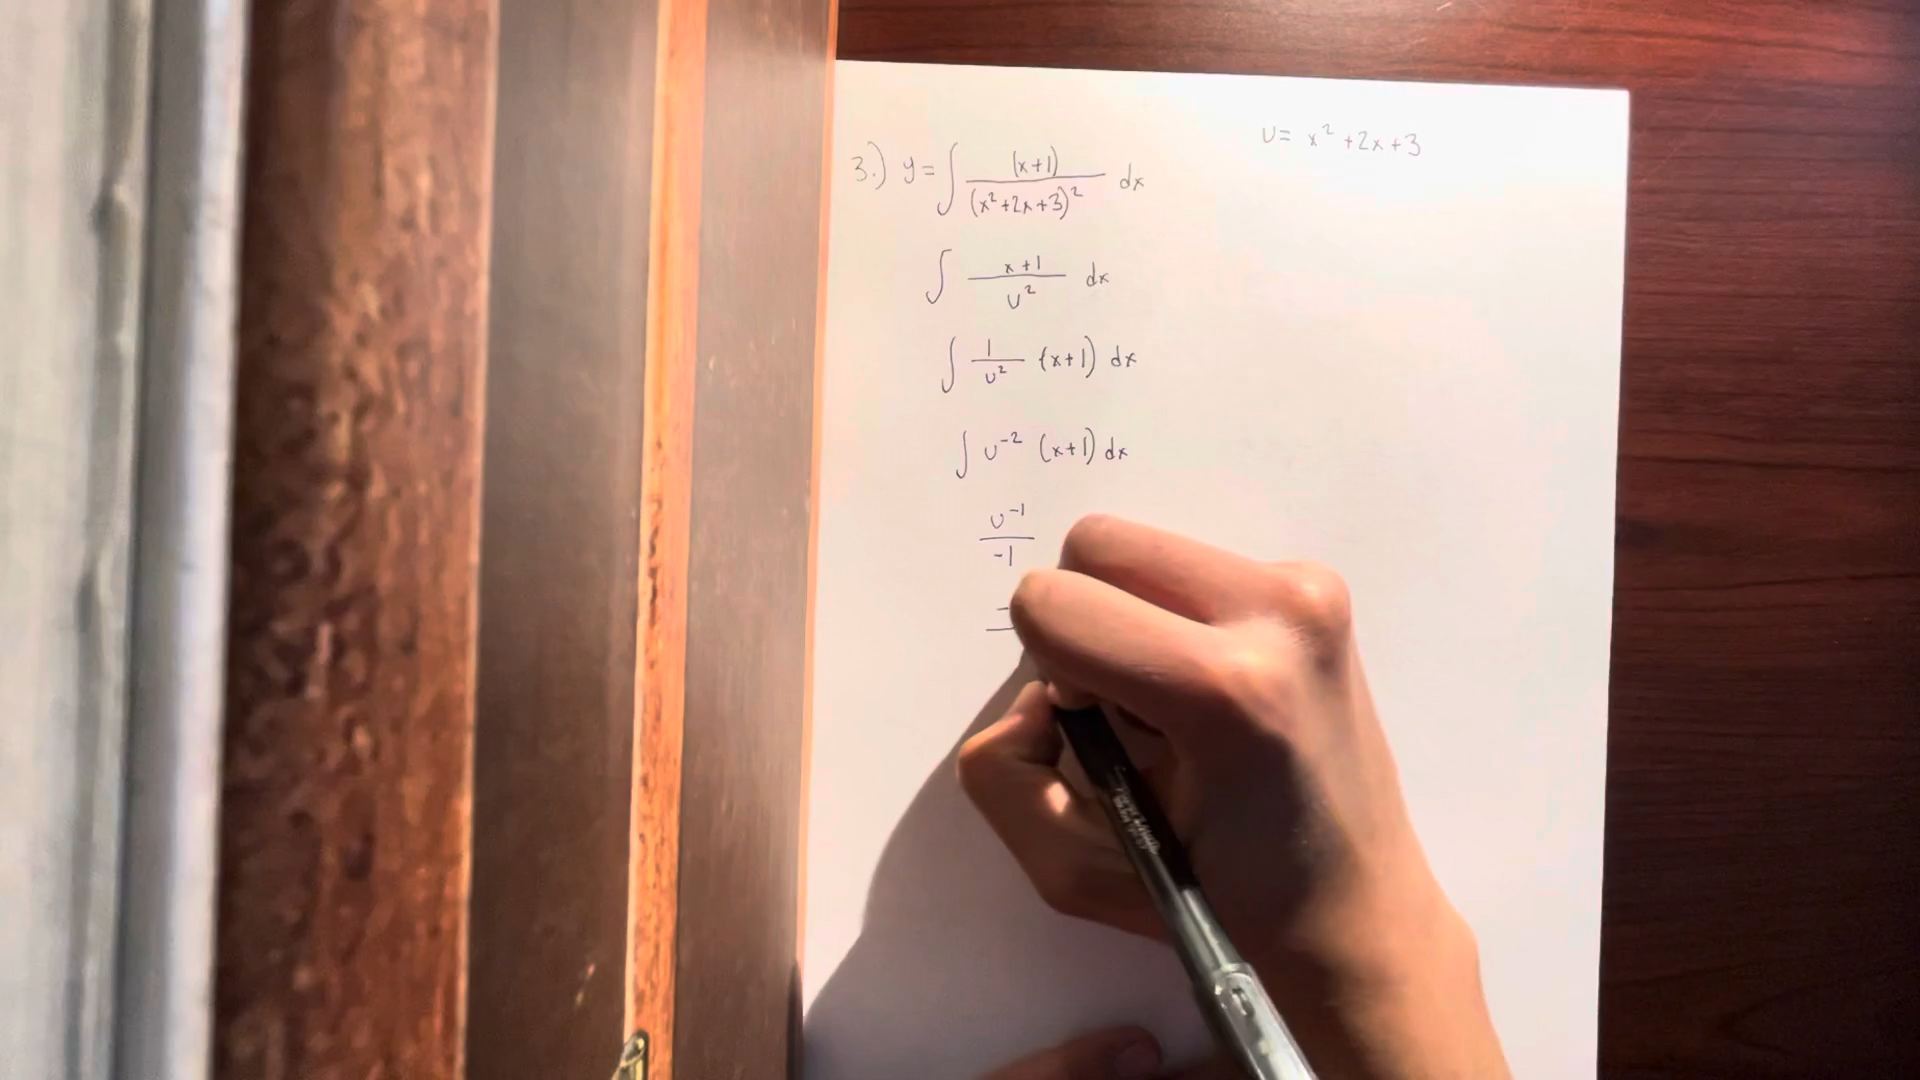 u= x² +2x+3
3.) y= ∫ (x+1) / (x²+2x+3)² dx
∫ x+1 / u² dx
∫ 1 / u² (x+1) dx
∫ u⁻² (x+1) dx
u⁻¹ / -1